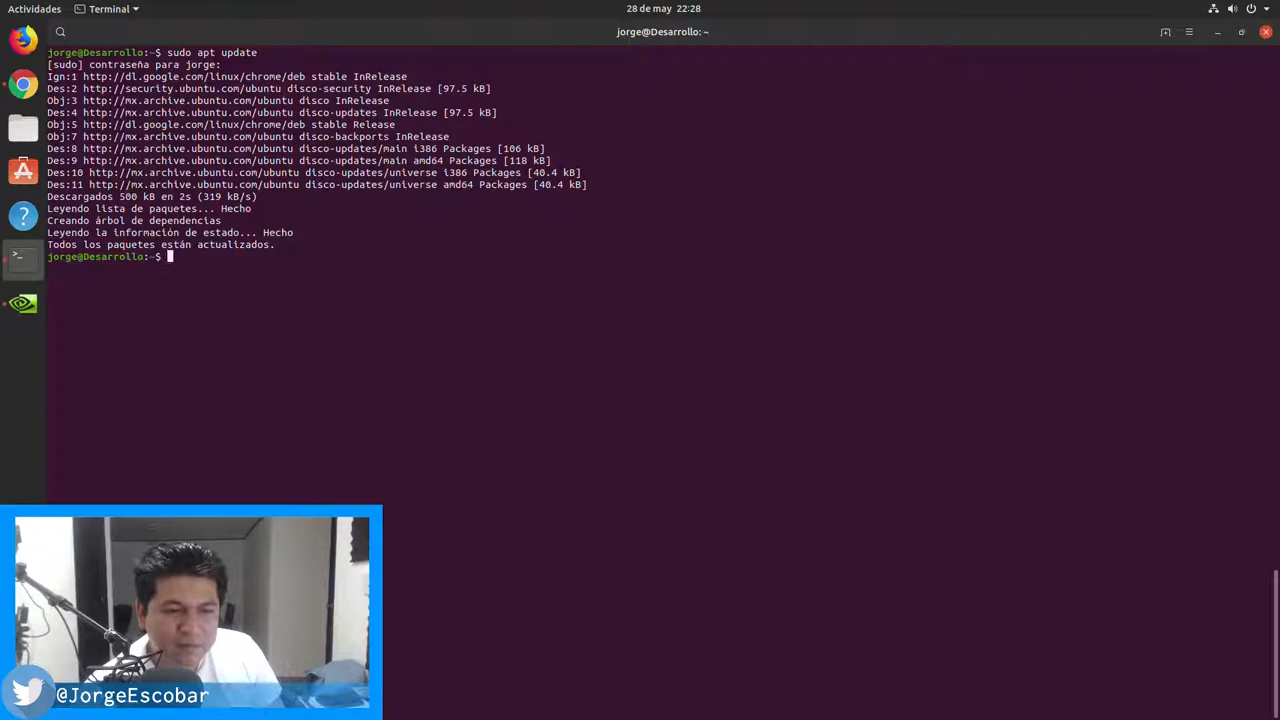 Actividades
Terminal
28 de may 22:28
jorge@Desarrollo: ~
jorge@Desarrollo:~$ sudo apt update
[sudo] contraseña para jorge:
Ign:1 http://dl.google.com/linux/chrome/deb stable InRelease
Des:2 http://security.ubuntu.com/ubuntu disco-security InRelease [97.5 kB]
Obj:3 http://mx.archive.ubuntu.com/ubuntu disco InRelease
Des:4 http://mx.archive.ubuntu.com/ubuntu disco-updates InRelease [97.5 kB]
Obj:5 http://dl.google.com/linux/chrome/deb stable Release
Obj:7 http://mx.archive.ubuntu.com/ubuntu disco-backports InRelease
Des:8 http://mx.archive.ubuntu.com/ubuntu disco-updates/main i386 Packages [106 kB]
Des:9 http://mx.archive.ubuntu.com/ubuntu disco-updates/main amd64 Packages [118 kB]
Des:10 http://mx.archive.ubuntu.com/ubuntu disco-updates/universe i386 Packages [40.4 kB]
Des:11 http://mx.archive.ubuntu.com/ubuntu disco-updates/universe amd64 Packages [40.4 kB]
Descargados 500 kB en 2s (319 kB/s)
Leyendo lista de paquetes... Hecho
Creando árbol de dependencias
Leyendo la información de estado... Hecho
Todos los paquetes están actualizados.
jorge@Desarrollo:~$
@JorgeEscobar